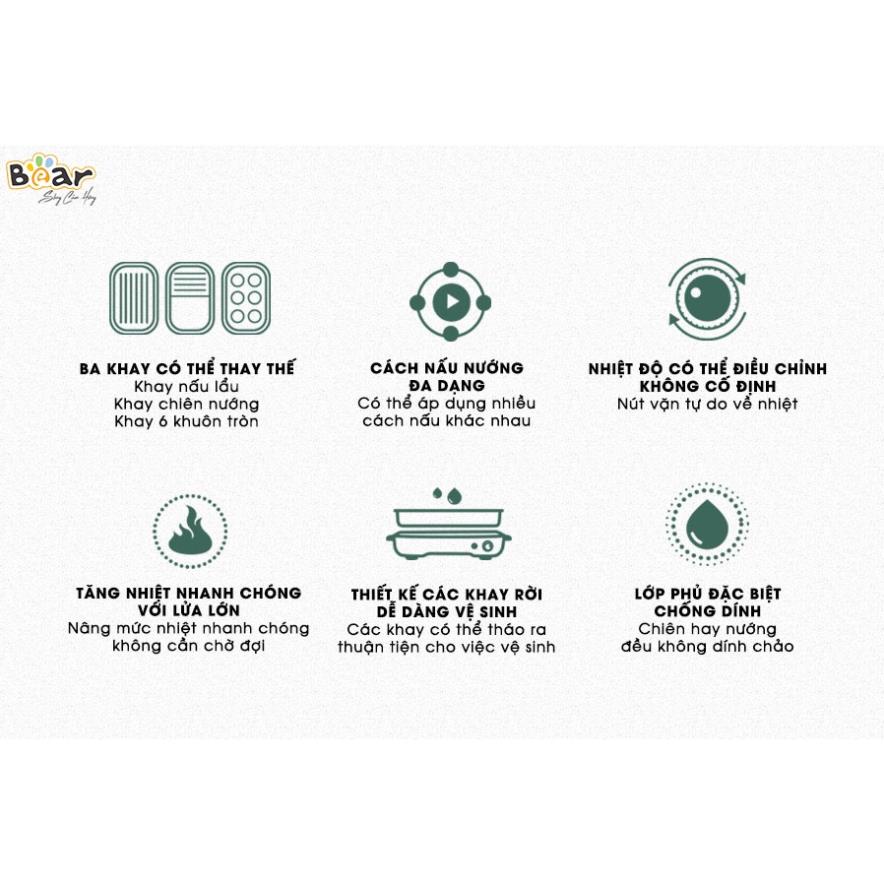 Bear
Sống Cảm Hứng
BA KHAY CÓ THỂ THAY THẾ
Khay nấu lẩu
Khay chiên nướng
Khay 6 khuôn tròn
CÁCH NẤU NƯỚNG
ĐA DẠNG
Có thể áp dụng nhiều
cách nấu khác nhau
NHIỆT ĐỘ CÓ THỂ ĐIỀU CHỈNH
KHÔNG CỐ ĐỊNH
Nút vặn tự do về nhiệt
TĂNG NHIỆT NHANH CHÓNG
VỚI LỬA LỚN
Nâng mức nhiệt nhanh chóng
không cần chờ đợi
THIẾT KẾ CÁC KHAY RỜI
DỄ DÀNG VỆ SINH
Các khay có thể tháo ra
thuận tiện cho việc vệ sinh
LỚP PHỦ ĐẶC BIỆT
CHỐNG DÍNH
Chiên hay nướng
đều không dính chảo